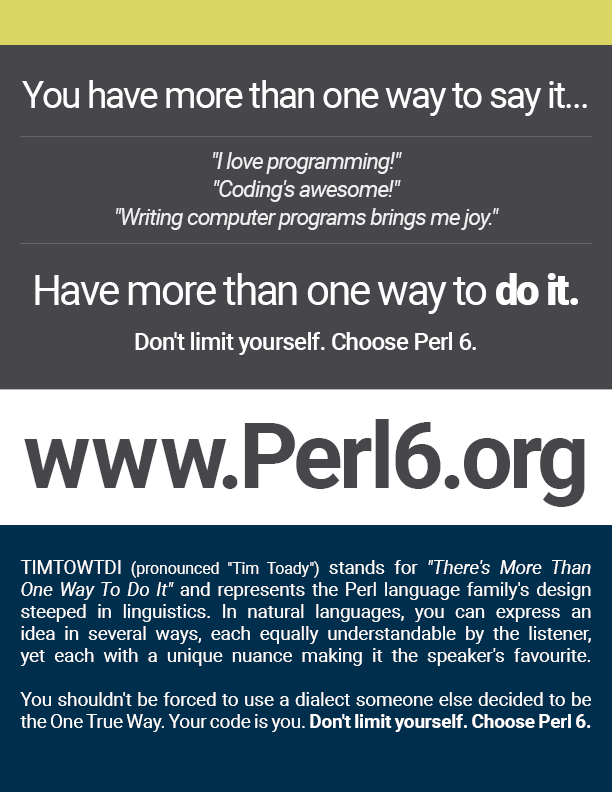 You have more than one way to say it...
"I love programming!"
"Coding's awesome!"
"Writing computer programs brings me joy."
Have more than one way to do it.
Don't limit yourself. Choose Perl 6.
www.Perl6.org
TIMTOWTDI (pronounced "Tim Toady") stands for "There's More Than
One Way To Do It" and represents the Perl language family's design
steeped in linguistics. In natural languages, you can express an
idea in several ways, each equally understandable by the listener,
yet each with a unique nuance making it the speaker's favourite.
You shouldn't be forced to use a dialect someone else decided to be
the One True Way. Your code is you. Don't limit yourself. Choose Perl 6.